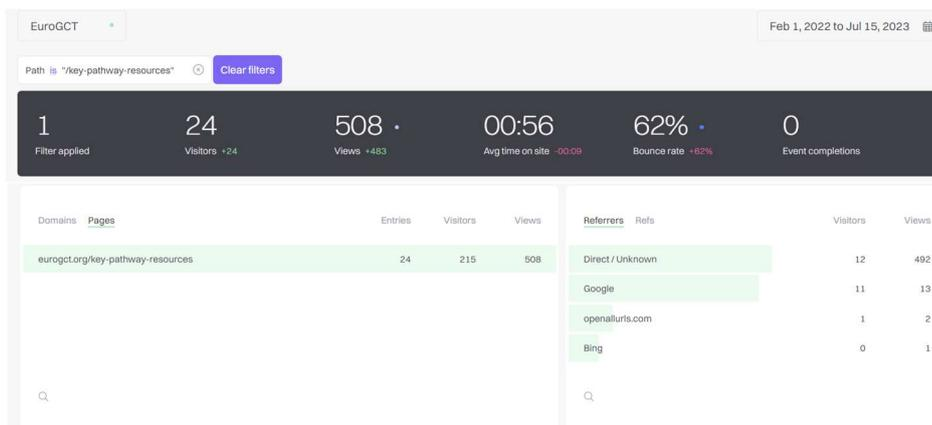 EuroGCT
Feb 1, 2022 to Jul 15, 2023
Path is "/key-pathway-resources"
Clear filters
1
24
508
00:56
62%
0
Filter applied
Visitors +24
Views +483
Avg time on site -00:09
Bounce rate +62%
Event completions
Domains Pages Entries Visitors Views
eurogct.org/key-pathway-resources 24 215 508
Referrers Refs Visitors Views
Direct / Unknown 12 492
Google 11 13
openallurls.com 1 2
Bing 0 1